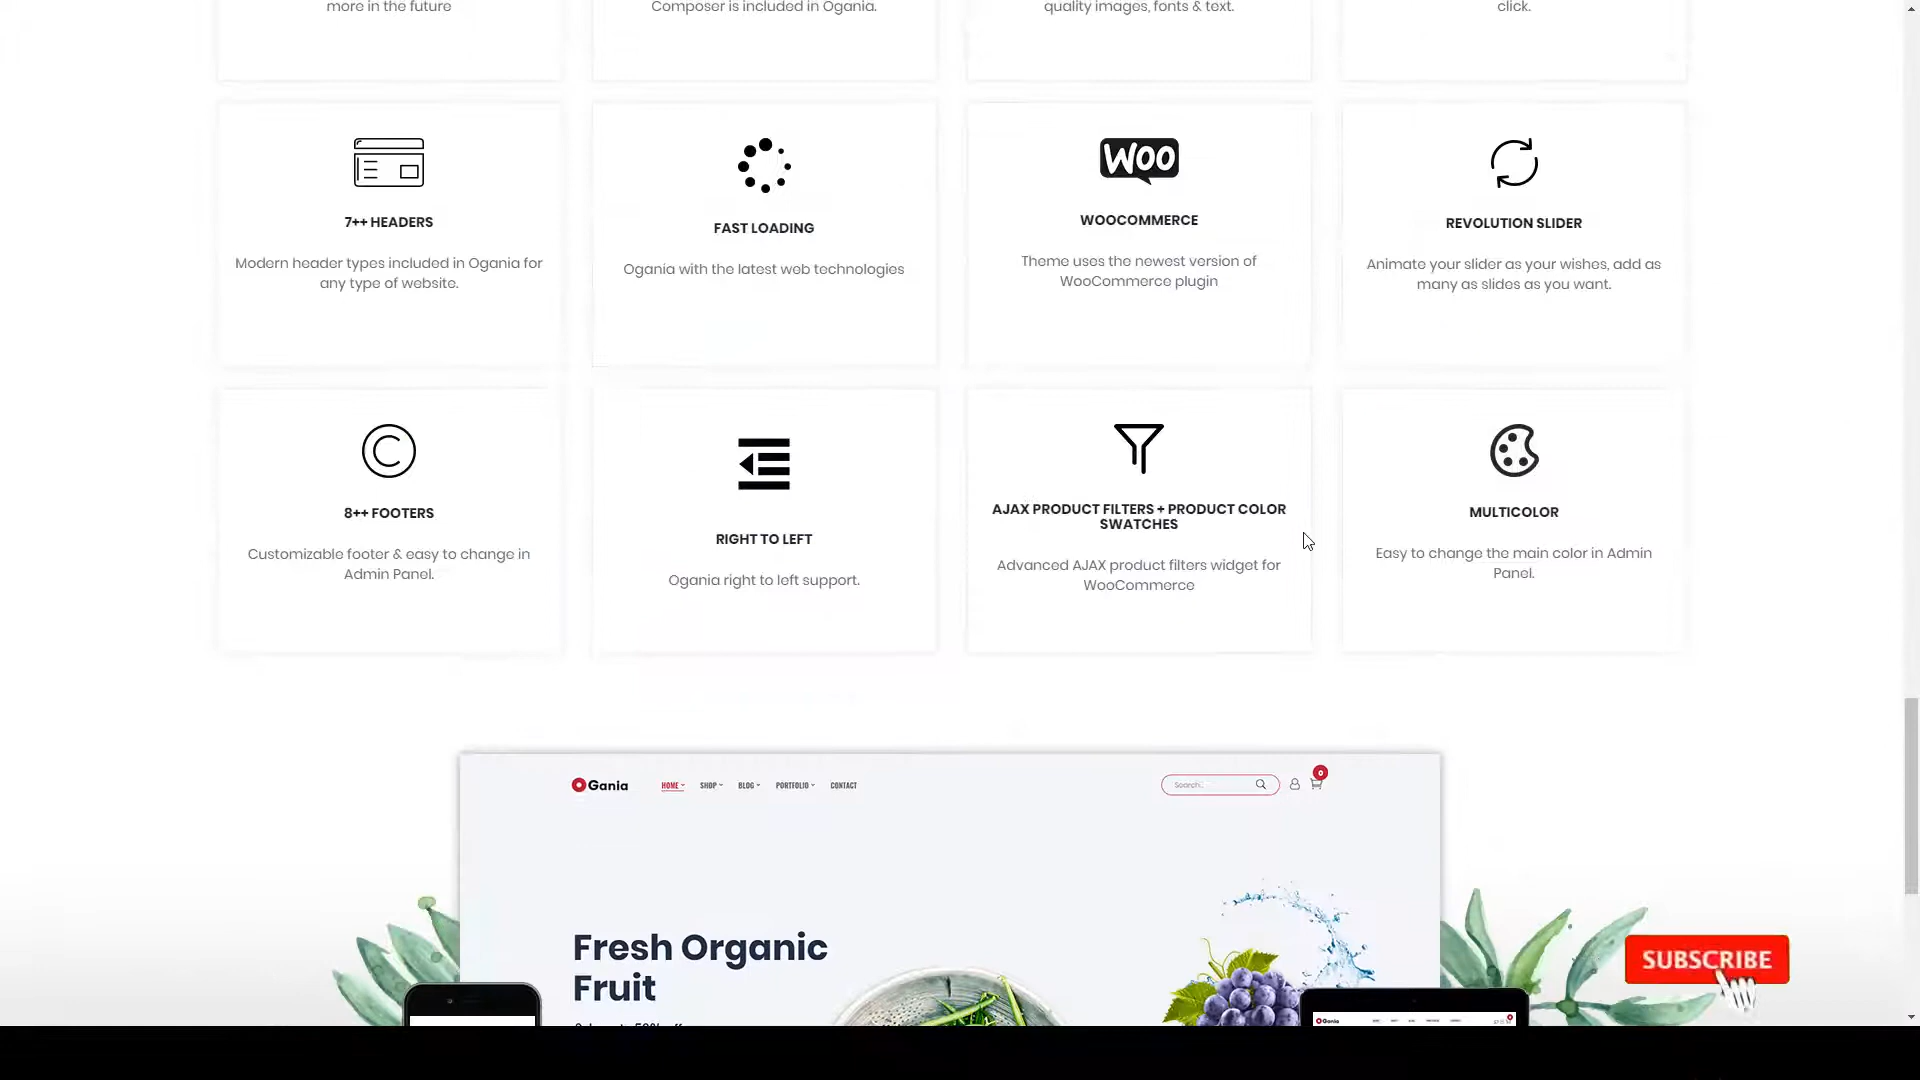 more in the future
Composer is included in Ogania.
quality images, fonts & text.
click.
7++ HEADERS
Modern header types included in Ogania for
any type of website.
FAST LOADING
Ogania with the latest web technologies
WOO
WOOCOMMERCE
Theme uses the newest version of
WooCommerce plugin
REVOLUTION SLIDER
Animate your slider as your wishes, add as
many as slides as you want.
C
8++ FOOTERS
Customizable footer & easy to change in
Admin Panel.
RIGHT TO LEFT
Ogania right to left support.
AJAX PRODUCT FILTERS + PRODUCT COLOR
SWATCHES
Advanced AJAX product filters widget for
WooCommerce
MULTICOLOR
Easy to change the main color in Admin
Panel.
OGania HOME SHOP BLOG PORTFOLIO CONTACT Search... 0
Fresh Organic
Fruit
SUBSCRIBE
OGania